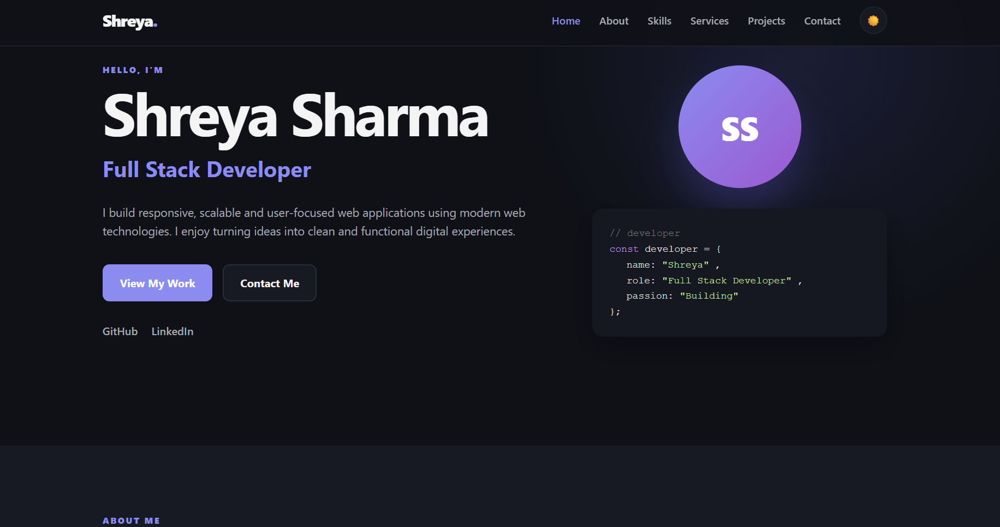 Shreya.
Home About Skills Services Projects Contact
HELLO, I'M
Shreya Sharma
Full Stack Developer
I build responsive, scalable and user-focused web applications using modern web
technologies. I enjoy turning ideas into clean and functional digital experiences.
View My Work Contact Me
GitHub LinkedIn
SS
// developer
const developer = {
name: "Shreya" ,
role: "Full Stack Developer" ,
passion: "Building"
};
ABOUT ME